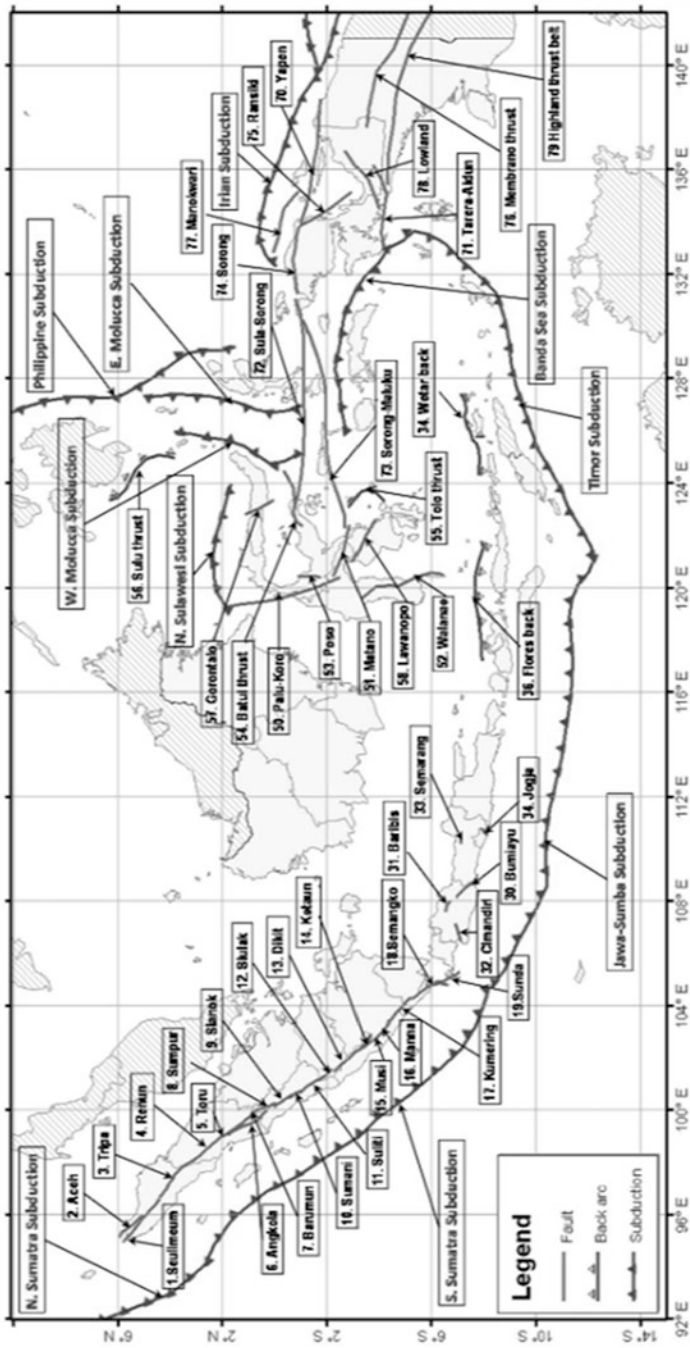 N. Sumatra Subduction
2. Aceh
3. Tripa
4. Renun
5. Toru
8. Sumpur
9. Sianok
12. Siulak
13. Dikit
14. Ketaun
1.Seulimeum
6. Angkola
7. Barumun
10. Sumani
11. Suliti
15. Musi
16. Manna
17. Kumering
18.Semangko
19.Sunda
S. Sumatra Subduction
31. Baribis
33. Semarang
32. Cimandiri
30. Bumiayu
34. Jogja
Jawa-Sumba Subduction
Philippine Subduction
E. Molucca Subduction
W. Molucca Subduction
56. Sulu thrust
N. Sulawesi Subduction
57. Gorontalo
54. Batui thrust
50. Palu-Koro
53. Poso
51. Matano
58. Lawanopo
52. Walanae
55. Tolo thrust
36. Flores back
34. Wetar back
73. Sorong-Maluku
72. Sula-Sorong
74. Sorong
77. Manokwari
Irian Subduction
75. Ransiki
70. Yapen
78. Lowland
71. Tarera-Aidun
76. Membrano thrust
79 Highland thrust belt
Banda Sea Subduction
Timor Subduction
Legend
Fault
Back arc
Subduction
6°N
2°N
2°S
6°S
10°S
14°S
92°E
96°E
100°E
104°E
108°E
112°E
116°E
120°E
124°E
128°E
132°E
136°E
140°E